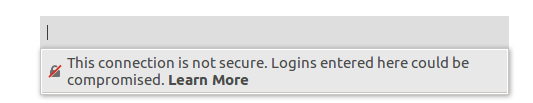 This connection is not secure. Logins entered here could be
compromised. Learn More